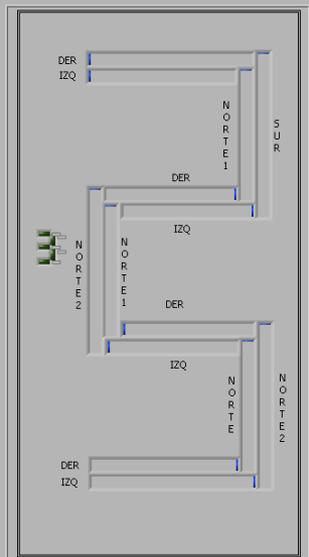 DER
IZQ
NORTE1
SUR
DER
IZQ
NORTE2
NORTE1
DER
IZQ
NORTE
NORTE2
DER
IZQ